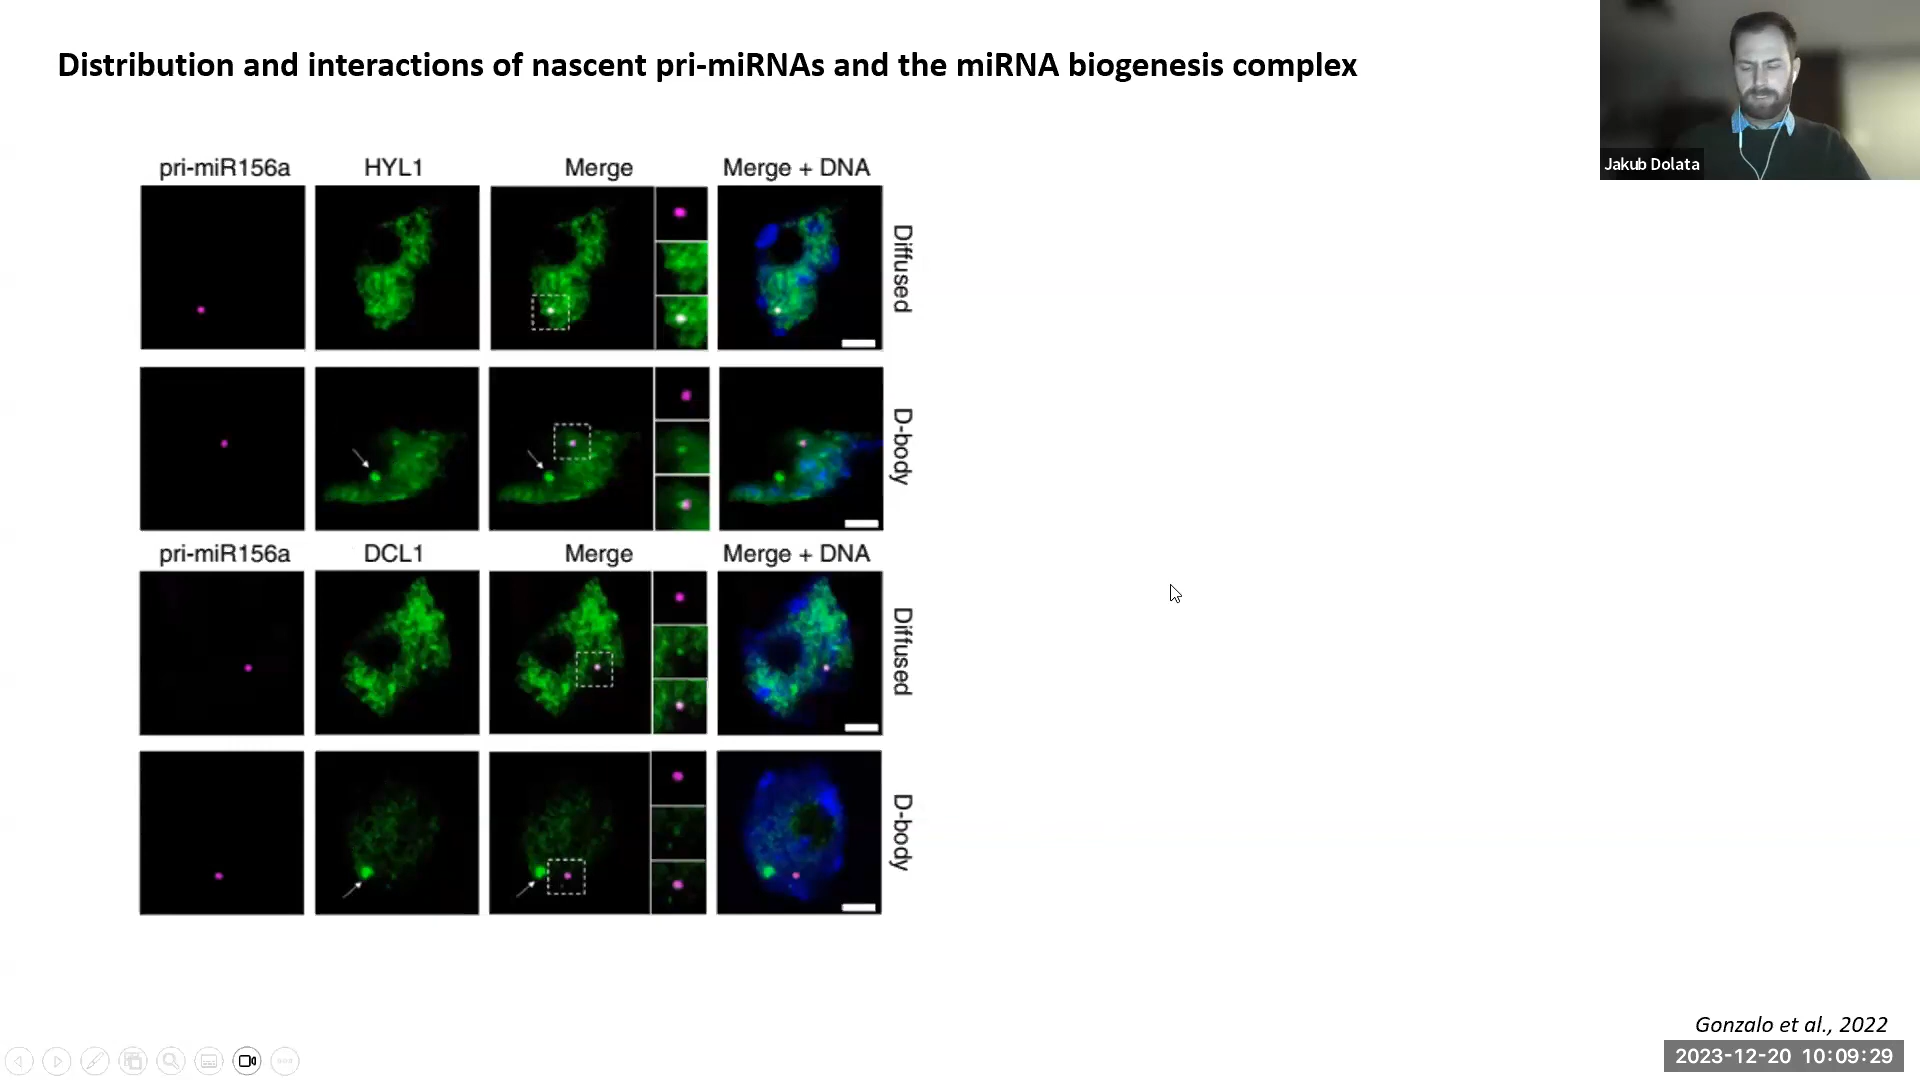 Distribution and interactions of nascent pri-miRNAs and the miRNA biogenesis complex
Jakub Dolata
pri-miR156a HYL1 Merge Merge + DNA
Diffused
D-body
pri-miR156a DCL1 Merge Merge + DNA
Diffused
D-body
Gonzalo et al., 2022
2023-12-20 10:09:29